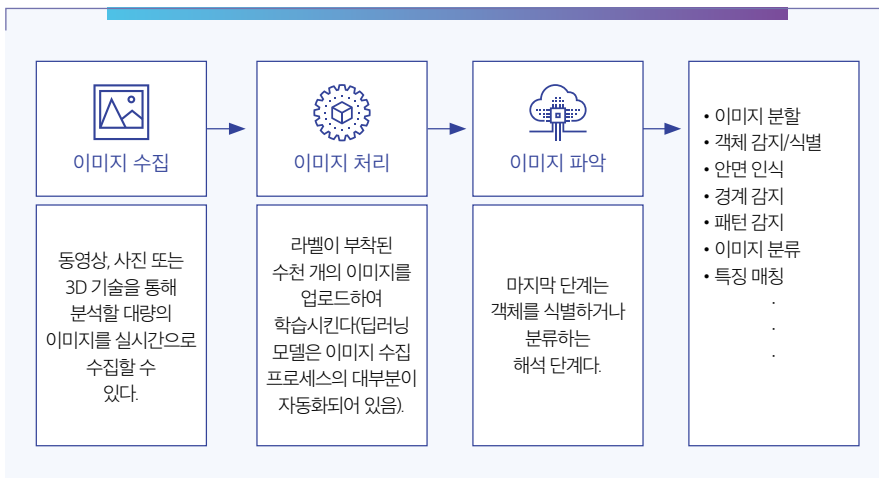 이미지 수집
동영상, 사진 또는
3D 기술을 통해
분석할 대량의
이미지를 실시간으로
수집할 수
있다.
이미지 처리
라벨이 부착된
수천 개의 이미지를
업로드하여
학습시킨다(딥러닝
모델은 이미지 수집
프로세스의 대부분이
자동화되어 있음).
이미지 파악
마지막 단계는
객체를 식별하거나
분류하는
해석 단계다.
• 이미지 분할
• 객체 감지/식별
• 안면 인식
• 경계 감지
• 패턴 감지
• 이미지 분류
• 특징 매칭
.
.
.